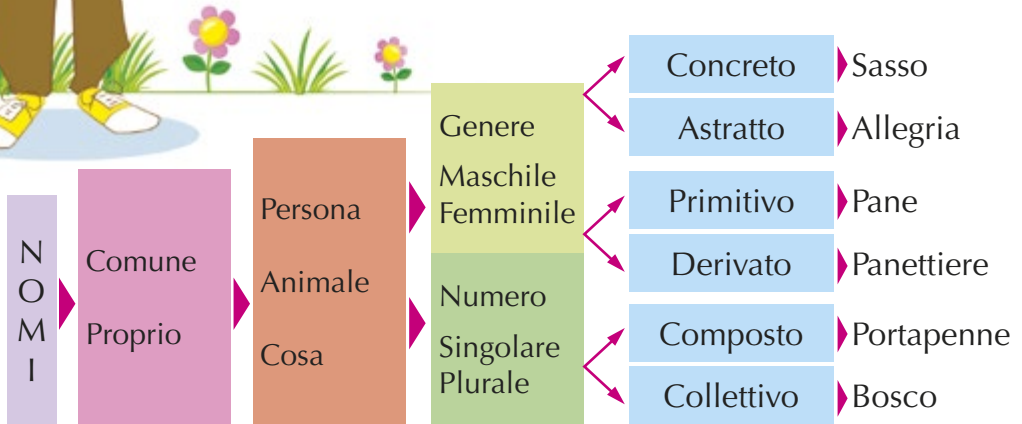 NOMI
Comune
Proprio
Persona
Animale
Cosa
Genere
Maschile
Femminile
Numero
Singolare
Plurale
Concreto
Sasso
Astratto
Allegria
Primitivo
Pane
Derivato
Panettiere
Composto
Portapenne
Collettivo
Bosco